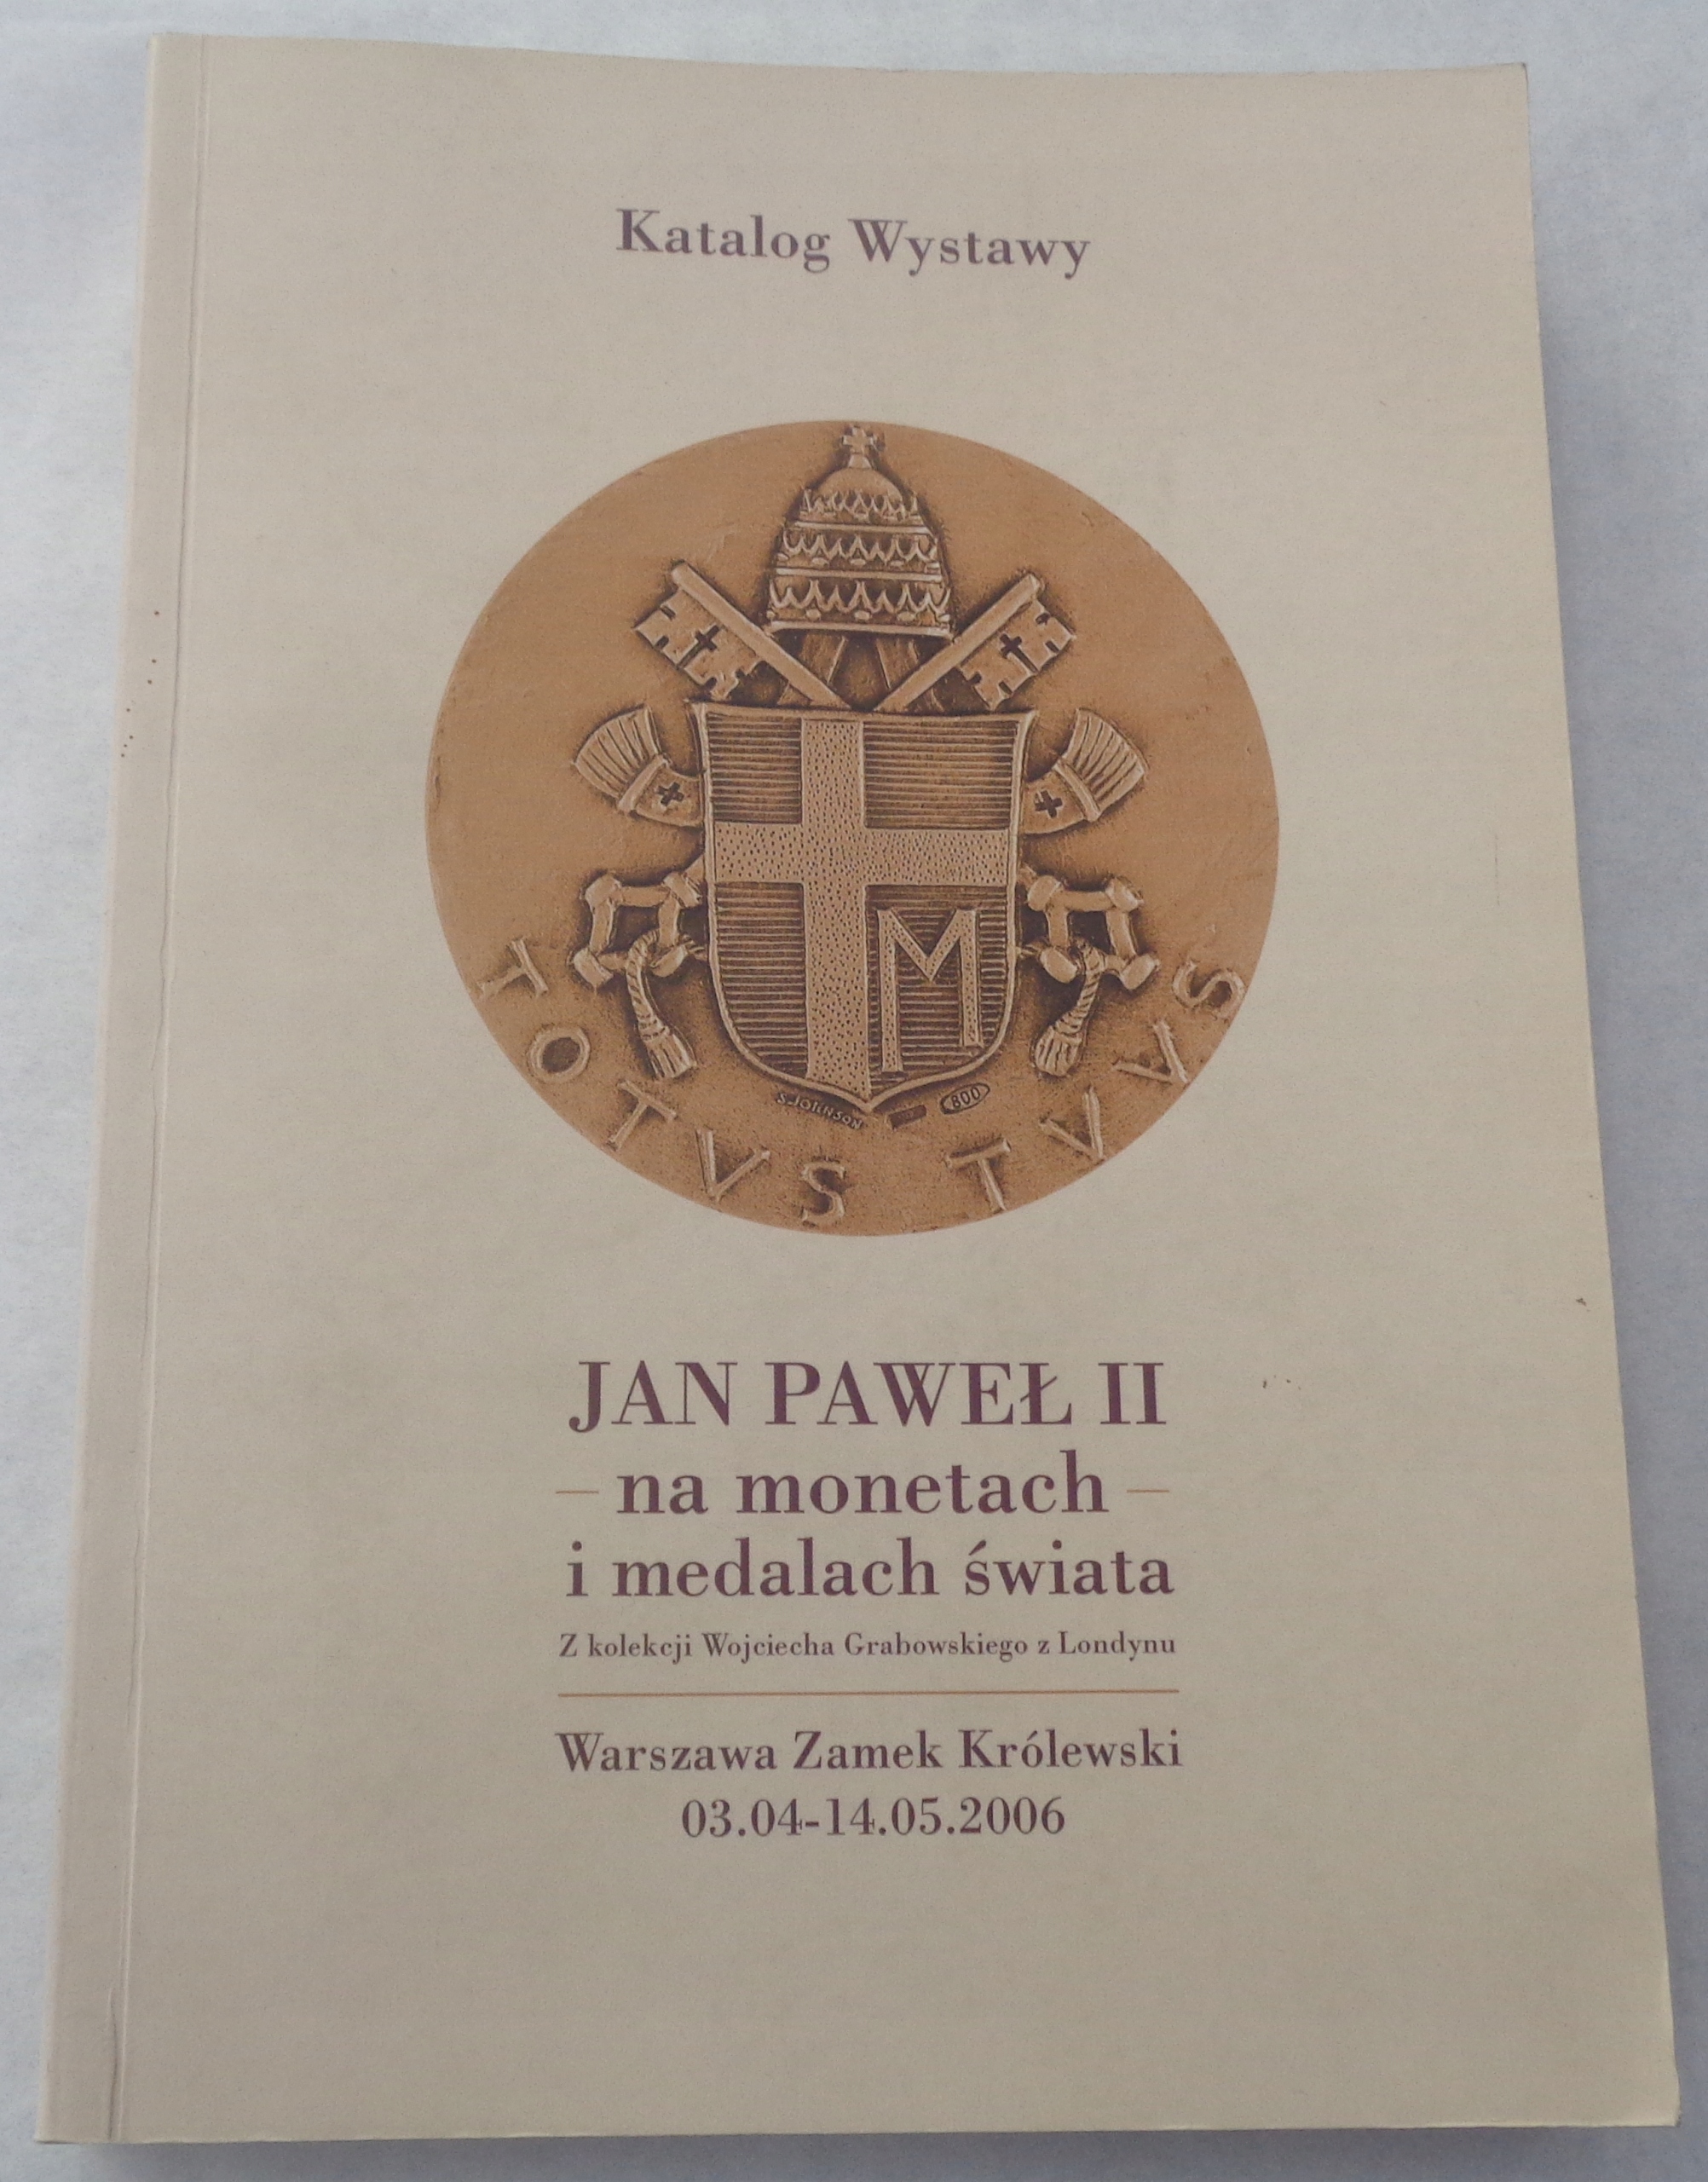 Katalog Wystawy
TOTVS TVVS
M
S.JOHNSON 800
JAN PAWEŁ II
– na monetach –
i medalach świata
Z kolekcji Wojciecha Grabowskiego z Londynu
Warszawa Zamek Królewski
03.04-14.05.2006